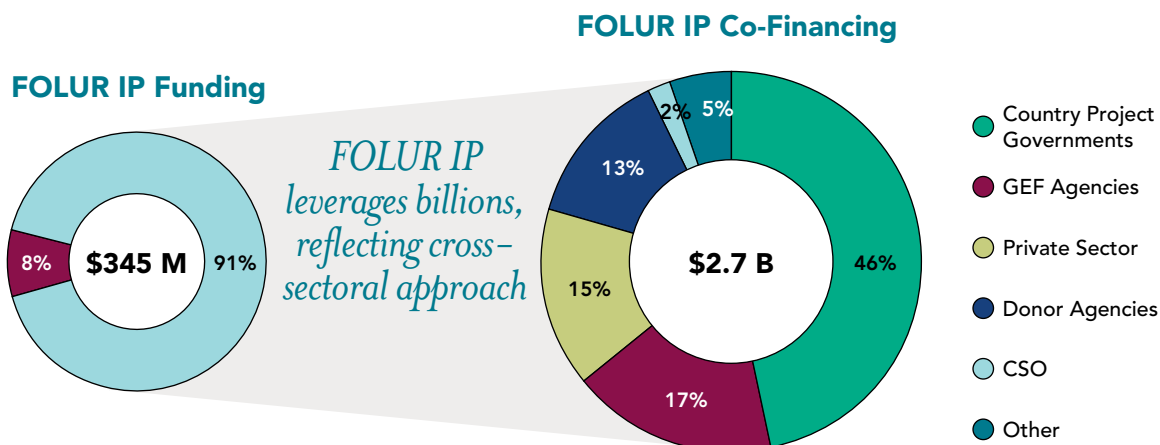 FOLUR IP Co-Financing
FOLUR IP Funding
FOLUR IP
leverages billions,
reflecting cross–
sectoral approach
8%
$345 M
91%
2%
5%
13%
15%
17%
46%
$2.7 B
Country Project
Governments
GEF Agencies
Private Sector
Donor Agencies
CSO
Other